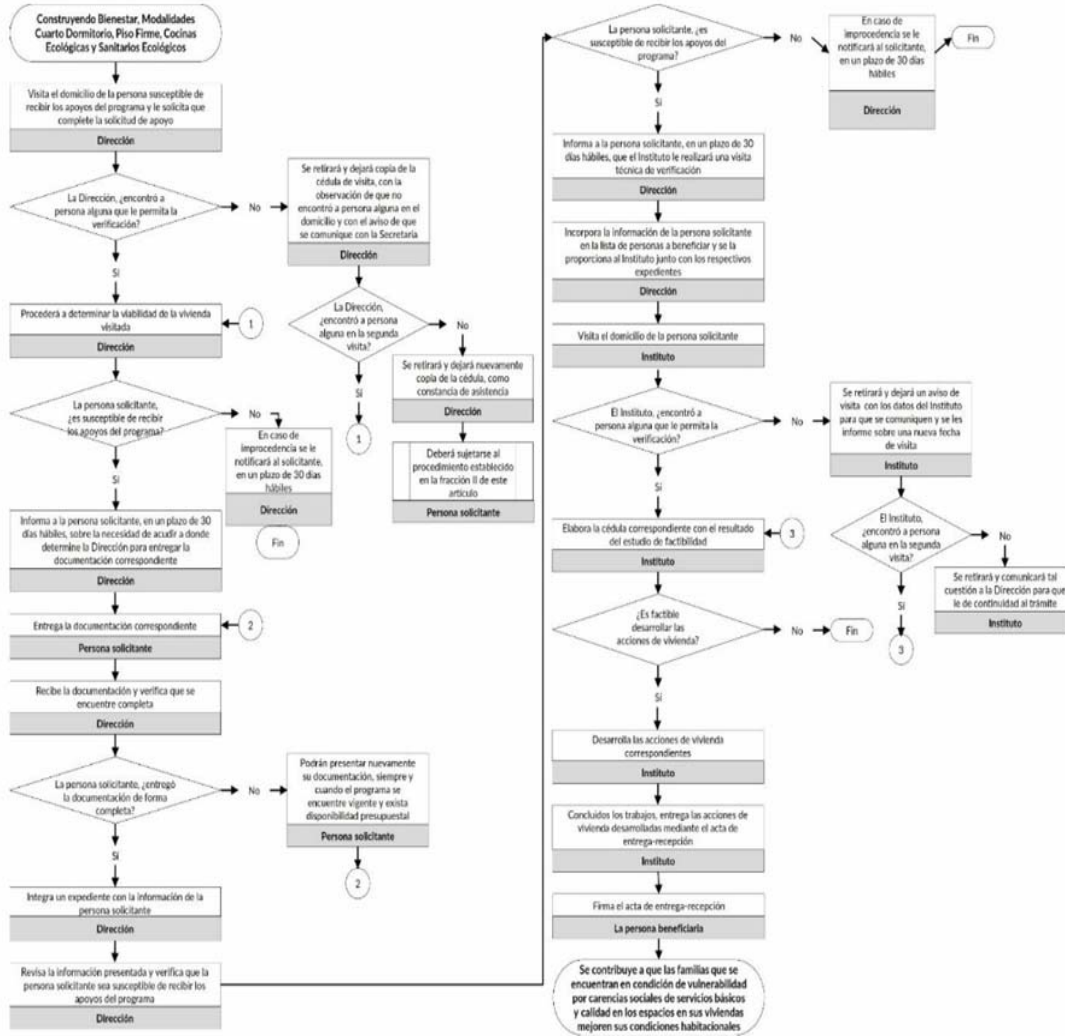 Construyendo Bienestar, Modalidades
Cuarto Dormitorio, Piso Firme, Cocinas
Ecológicas y Sanitarios Ecológicos
Visita el domicilio de la persona susceptible de
recibir los apoyos del programa y le solicita que
complete la solicitud de apoyo
Dirección
La Dirección, ¿encontró a
persona alguna que le permita la
verificación?
No
Se retirará y dejará copia de la
cédula de visita, con la
observación de que no
encontró a persona alguna en el
domicilio y con el aviso de que
se comunique con la Secretaría
Dirección
Sí
Procederá a determinar la viabilidad de la vivienda
visitada
Dirección
1
La Dirección,
¿encontró a persona
alguna en la segunda
visita?
No
Se retirará y dejará nuevamente
copia de la cédula, como
constancia de asistencia
Dirección
Deberá sujetarse al
procedimiento establecido
en la fracción II de este
artículo
Persona solicitante
Sí
1
La persona solicitante,
¿es susceptible de recibir
los apoyos del programa?
No
En caso de
improcedencia se le
notificará al solicitante,
en un plazo de 30 días
hábiles
Dirección
Fin
Sí
Informa a la persona solicitante, en un plazo de 30
días hábiles, sobre la necesidad de acudir a donde
determine la Dirección para entregar la
documentación correspondiente
Dirección
Entrega la documentación correspondiente
Persona solicitante
2
Recibe la documentación y verifica que se
encuentre completa
Dirección
La persona solicitante, ¿entregó
la documentación de forma
completa?
No
Podrán presentar nuevamente
su documentación, siempre y
cuando el programa se
encuentre vigente y exista
disponibilidad presupuestal
Persona solicitante
2
Sí
Integra un expediente con la información de la
persona solicitante
Dirección
Revisa la información presentada y verifica que la
persona solicitante sea susceptible de recibir los
apoyos del programa
Dirección
La persona solicitante, ¿es
susceptible de recibir los apoyos del
programa?
No
En caso de
improcedencia se le
notificará al solicitante,
en un plazo de 30 días
hábiles
Dirección
Fin
Sí
Informa a la persona solicitante, en un plazo de 30
días hábiles, que el Instituto le realizará una visita
técnica de verificación
Dirección
Incorpora la información de la persona solicitante
en la lista de personas a beneficiar y se la
proporciona al Instituto junto con los respectivos
expedientes
Dirección
Visita el domicilio de la persona solicitante
Instituto
El Instituto, ¿encontró a
persona alguna que le permita la
verificación?
No
Se retirará y dejará un aviso de
visita con los datos del Instituto
para que se comuniquen y se les
informe sobre una nueva fecha
de visita
Instituto
Sí
Elabora la cédula correspondiente con el resultado
del estudio de factibilidad
Instituto
3
El Instituto,
¿encontró a persona
alguna en la segunda
visita?
No
Se retirará y comunicará tal
cuestión a la Dirección para que
le de continuidad al trámite
Instituto
Sí
3
¿Es factible
desarrollar las
acciones de vivienda?
No
Fin
Sí
Desarrolla las acciones de vivienda
correspondientes
Instituto
Concluidos los trabajos, entrega las acciones de
vivienda desarrolladas mediante el acta de
entrega-recepción
Instituto
Firma el acta de entrega-recepción
La persona beneficiaria
Se contribuye a que las familias que se
encuentran en condición de vulnerabilidad
por carencias sociales de servicios básicos
y calidad en los espacios en sus viviendas
mejoren sus condiciones habitacionales